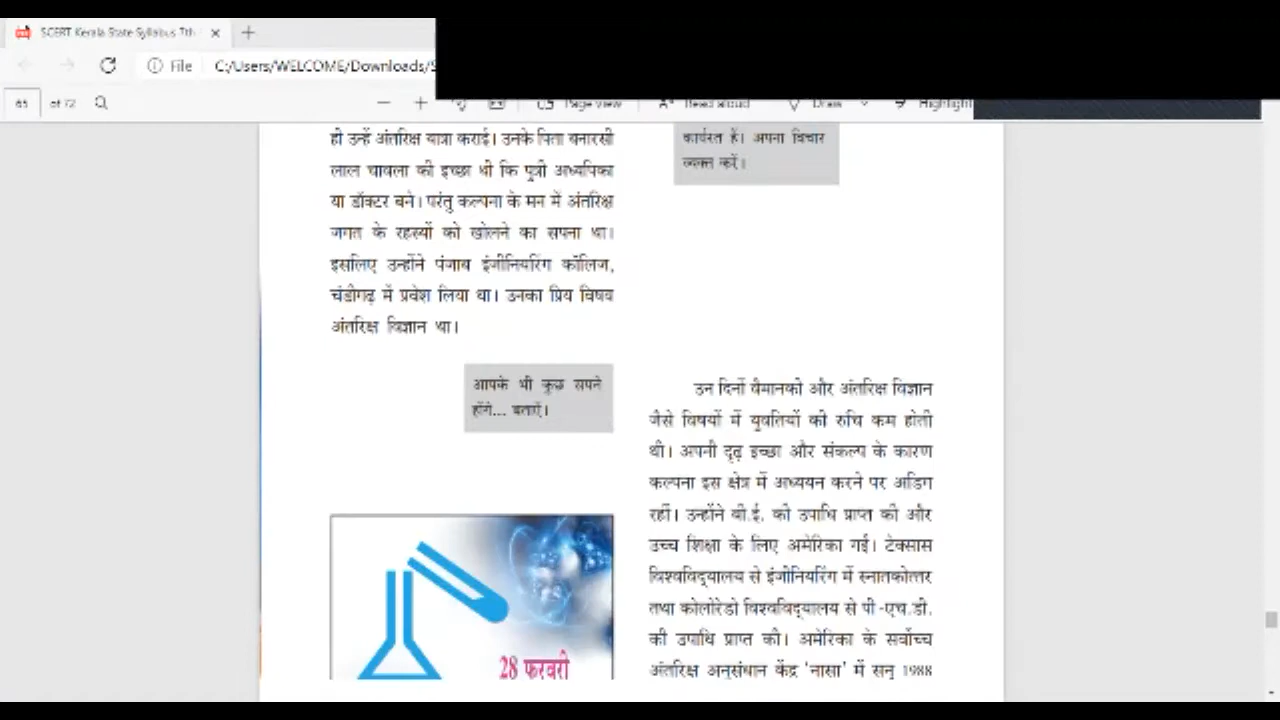 SCERT Kerala State Syllabus 7th
File C:/Users/WELCOME/Downloads/S
65 of 72 Page view Read aloud Draw Highlight
ही उन्हें अंतरिक्ष यात्रा कराई। उनके पिता बनारसी
लाल चावला की इच्छा थी कि पुत्री अध्यपिका
या डॉक्टर बने। परंतु कल्पना के मन में अंतरिक्ष
जगत के रहस्यों को खोलने का सपना था।
इसलिए उन्होंने पंजाब इंजीनियरिंग कॉलिज,
चंडीगढ़ में प्रवेश लिया था। उनका प्रिय विषय
अंतरिक्ष विज्ञान था।
आपके भी कुछ सपने
होंगे... बताएँ।
28 फरवरी
कार्यरत हैं। अपना विचार
व्यक्त करें।
उन दिनों वैमानकी और अंतरिक्ष विज्ञान
जैसे विषयों में युवतियों की रुचि कम होती
थी। अपनी दृढ़ इच्छा और संकल्प के कारण
कल्पना इस क्षेत्र में अध्ययन करने पर अडिग
रहीं। उन्होंने बी.ई. की उपाधि प्राप्त की और
उच्च शिक्षा के लिए अमेरिका गईं। टेक्सास
विश्वविद्यालय से इंजीनियरिंग में स्नातकोत्तर
तथा कोलोरेडो विश्वविद्यालय से पी -एच.डी.
की उपाधि प्राप्त की। अमेरिका के सर्वोच्च
अंतरिक्ष अनुसंधान केंद्र ‘नासा’ में सन् 1988